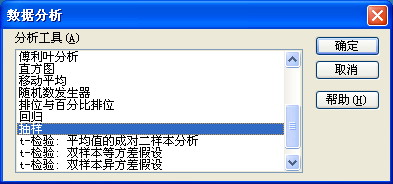 数据分析
分析工具(A)
确定
取消
帮助(H)
傅利叶分析
直方图
移动平均
随机数发生器
排位与百分比排位
回归
抽样
t-检验: 平均值的成对二样本分析
t-检验: 双样本等方差假设
t-检验: 双样本异方差假设